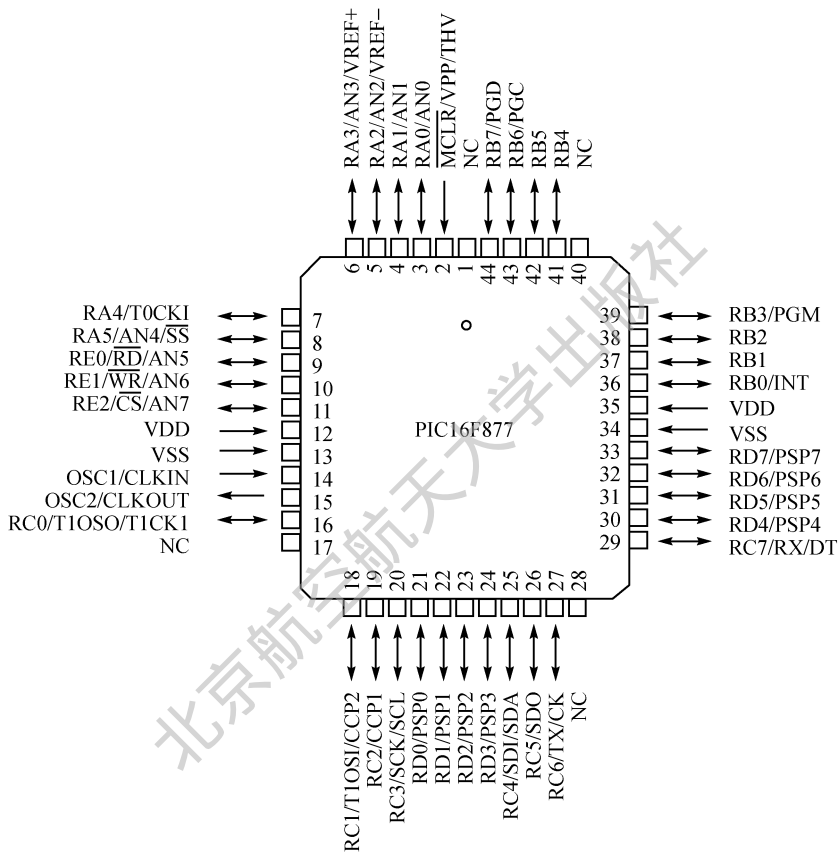 RA3/AN3/VREF+
RA2/AN2/VREF−
RA1/AN1
RA0/AN0
M̅C̅L̅R̅/VPP/THV
NC
RB7/PGD
RB6/PGC
RB5
RB4
NC
6 5 4 3 2 1 44 43 42 41 40
RA4/T0CKI 7
RA5/AN4/S̅S̅ 8
RE0/R̅D̅/AN5 9
RE1/W̅R̅/AN6 10
RE2/C̅S̅/AN7 11
VDD 12
VSS 13
OSC1/CLKIN 14
OSC2/CLKOUT 15
RC0/T1OSO/T1CK1 16
NC 17
PIC16F877
39 RB3/PGM
38 RB2
37 RB1
36 RB0/INT
35 VDD
34 VSS
33 RD7/PSP7
32 RD6/PSP6
31 RD5/PSP5
30 RD4/PSP4
29 RC7/RX/DT
18 19 20 21 22 23 24 25 26 27 28
RC1/T1OSI/CCP2
RC2/CCP1
RC3/SCK/SCL
RD0/PSP0
RD1/PSP1
RD2/PSP2
RD3/PSP3
RC4/SDI/SDA
RC5/SDO
RC6/TX/CK
NC
北京航空航天大学出版社